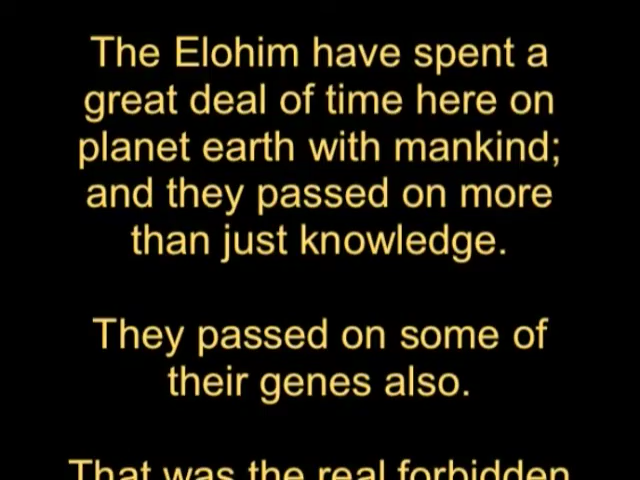 The Elohim have spent a
great deal of time here on
planet earth with mankind;
and they passed on more
than just knowledge.
They passed on some of
their genes also.
That was the real forbidden